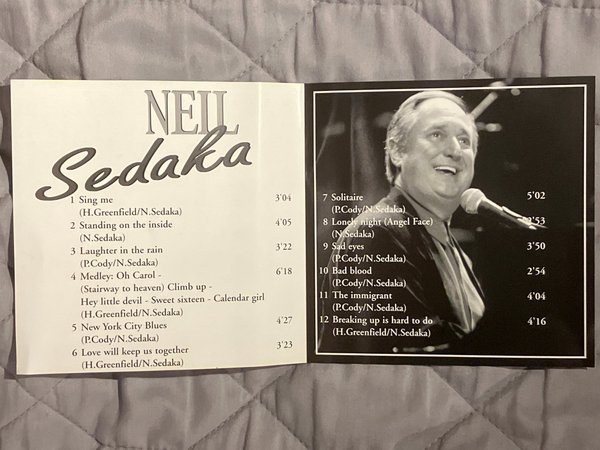 NEIL
Sedaka
1 Sing me 3'04
(H.Greenfield/N.Sedaka)
2 Standing on the inside 4'05
(N.Sedaka)
3 Laughter in the rain 3'22
(P.Cody/N.Sedaka)
4 Medley: Oh Carol - 6'18
(Stairway to heaven) Climb up -
Hey little devil - Sweet sixteen - Calendar girl
(H.Greenfield/N.Sedaka)
5 New York City Blues 4'27
(P.Cody/N.Sedaka)
6 Love will keep us together 3'23
(H.Greenfield/N.Sedaka)
7 Solitaire 5'02
(P.Cody/N.Sedaka)
8 Lonely night (Angel Face) 2'53
(N.Sedaka)
9 Sad eyes 3'50
(P.Cody/N.Sedaka)
10 Bad blood 2'54
(P.Cody/N.Sedaka)
11 The immigrant 4'04
(P.Cody/N.Sedaka)
12 Breaking up is hard to do 4'16
(H.Greenfield/N.Sedaka)